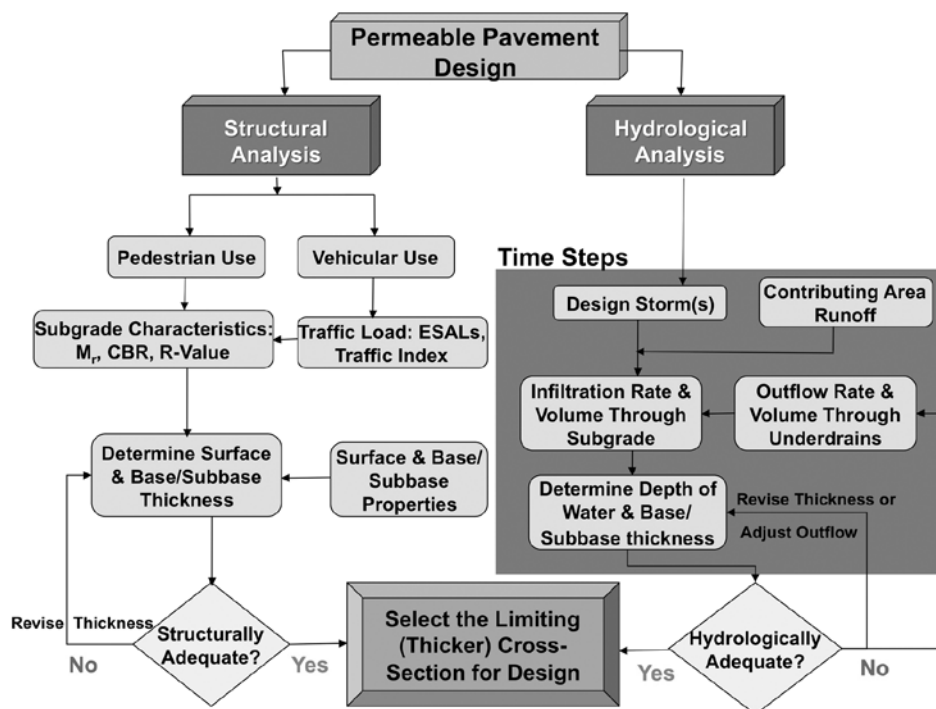 Permeable Pavement
Design
Structural
Analysis
Hydrological
Analysis
Pedestrian Use
Vehicular Use
Subgrade Characteristics:
Mr, CBR, R-Value
Traffic Load: ESALs,
Traffic Index
Determine Surface
& Base/Subbase
Thickness
Surface & Base/
Subbase
Properties
Revise Thickness
Structurally
Adequate?
No
Yes
Time Steps
Design Storm(s)
Contributing Area
Runoff
Infiltration Rate &
Volume Through
Subgrade
Outflow Rate &
Volume Through
Underdrains
Determine Depth of
Water & Base/
Subbase thickness
Revise Thickness or
Adjust Outflow
Hydrologically
Adequate?
Yes
No
Select the Limiting
(Thicker) Cross-
Section for Design